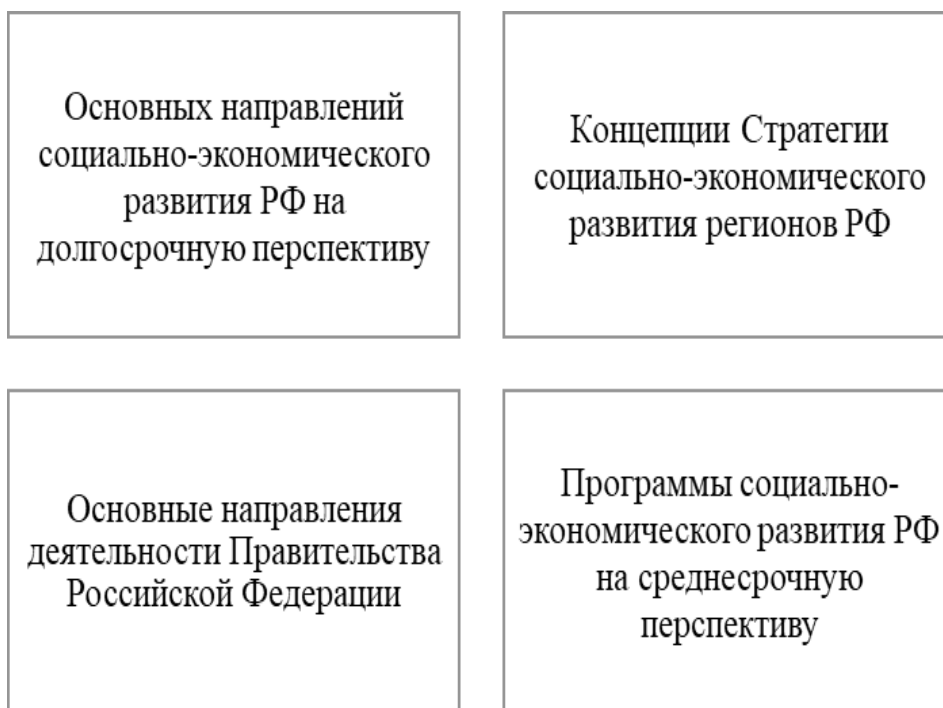 Основных направлений
социально-экономического
развития РФ на
долгосрочную перспективу
Концепции Стратегии
социально-экономического
развития регионов РФ
Основные направления
деятельности Правительства
Российской Федерации
Программы социально-
экономического развития РФ
на среднесрочную
перспективу